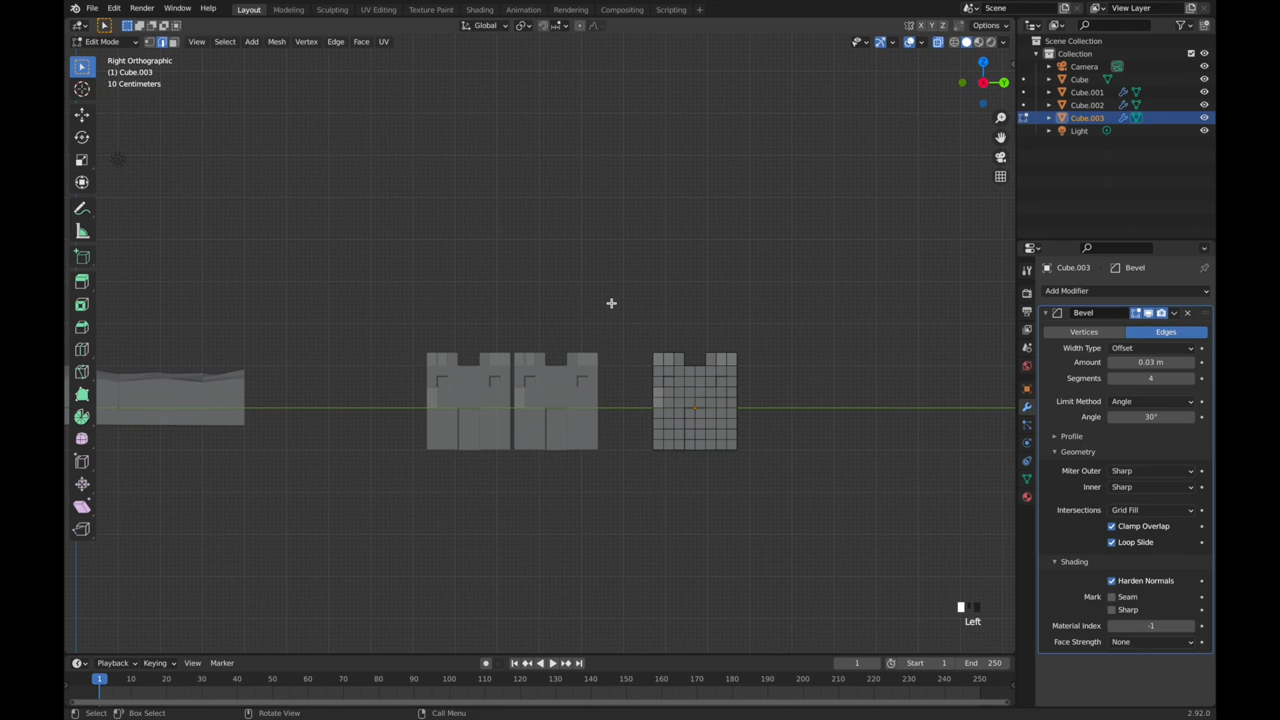 File Edit Render Window Help Layout Modeling Sculpting UV Editing Texture Paint Shading Animation Rendering Compositing Scripting Scene View Layer
Global Options
Edit Mode View Select Add Mesh Vertex Edge Face UV
Right Orthographic
(1) Cube.003
10 Centimeters
Scene Collection
Collection
Camera
Cube
Cube.001
Cube.002
Cube.003
Light
Z
Y
X
Cube.003 Bevel
Add Modifier
Bevel
Vertices Edges
Width Type Offset
Amount 0.03 m
Segments 4
Limit Method Angle
Angle 30°
Profile
Geometry
Miter Outer Sharp
Inner Sharp
Intersections Grid Fill
Clamp Overlap
Loop Slide
Shading
Harden Normals
Mark Seam
Sharp
Material Index -1
Face Strength None
Left
Playback Keying View Marker 1 Start 1 End 250
1 10 20 30 40 50 60 70 80 90 100 110 120 130 140 150 160 170 180 190 200 210 220 230 240 250
Select Box Select Rotate View Call Menu 2.92.0